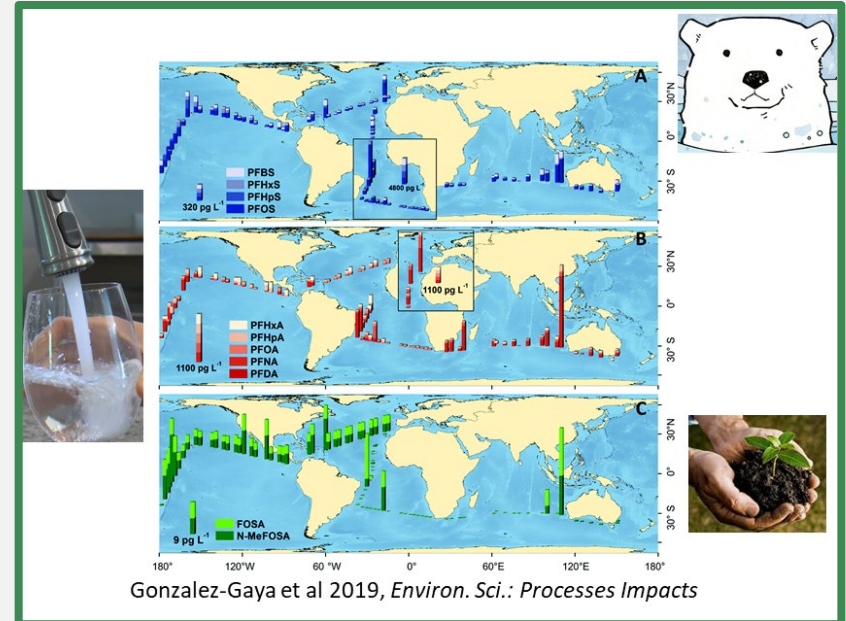 A
30°N
0°
30° S
PFBS
PFHxS
PFHpS
PFOS
320 pg L⁻¹
4800 pg L⁻¹
B
30°N
0°
30° S
PFHxA
PFHpA
PFOA
PFNA
PFDA
1100 pg L⁻¹
1100 pg L⁻¹
C
30°N
0°
30° S
FOSA
N-MeFOSA
9 pg L⁻¹
180° 120°W 60 °W 0° 60°E 120°E 180°
Gonzalez-Gaya et al 2019, Environ. Sci.: Processes Impacts